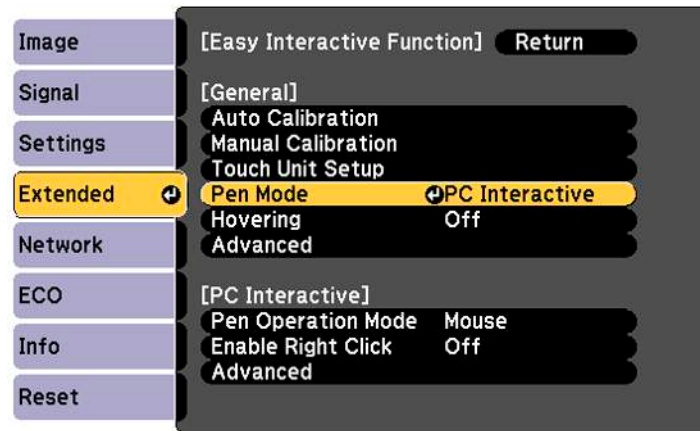 Image
Signal
Settings
Extended
Network
ECO
Info
Reset
[Easy Interactive Function] Return
[General]
Auto Calibration
Manual Calibration
Touch Unit Setup
Pen Mode PC Interactive
Hovering Off
Advanced
[PC Interactive]
Pen Operation Mode Mouse
Enable Right Click Off
Advanced